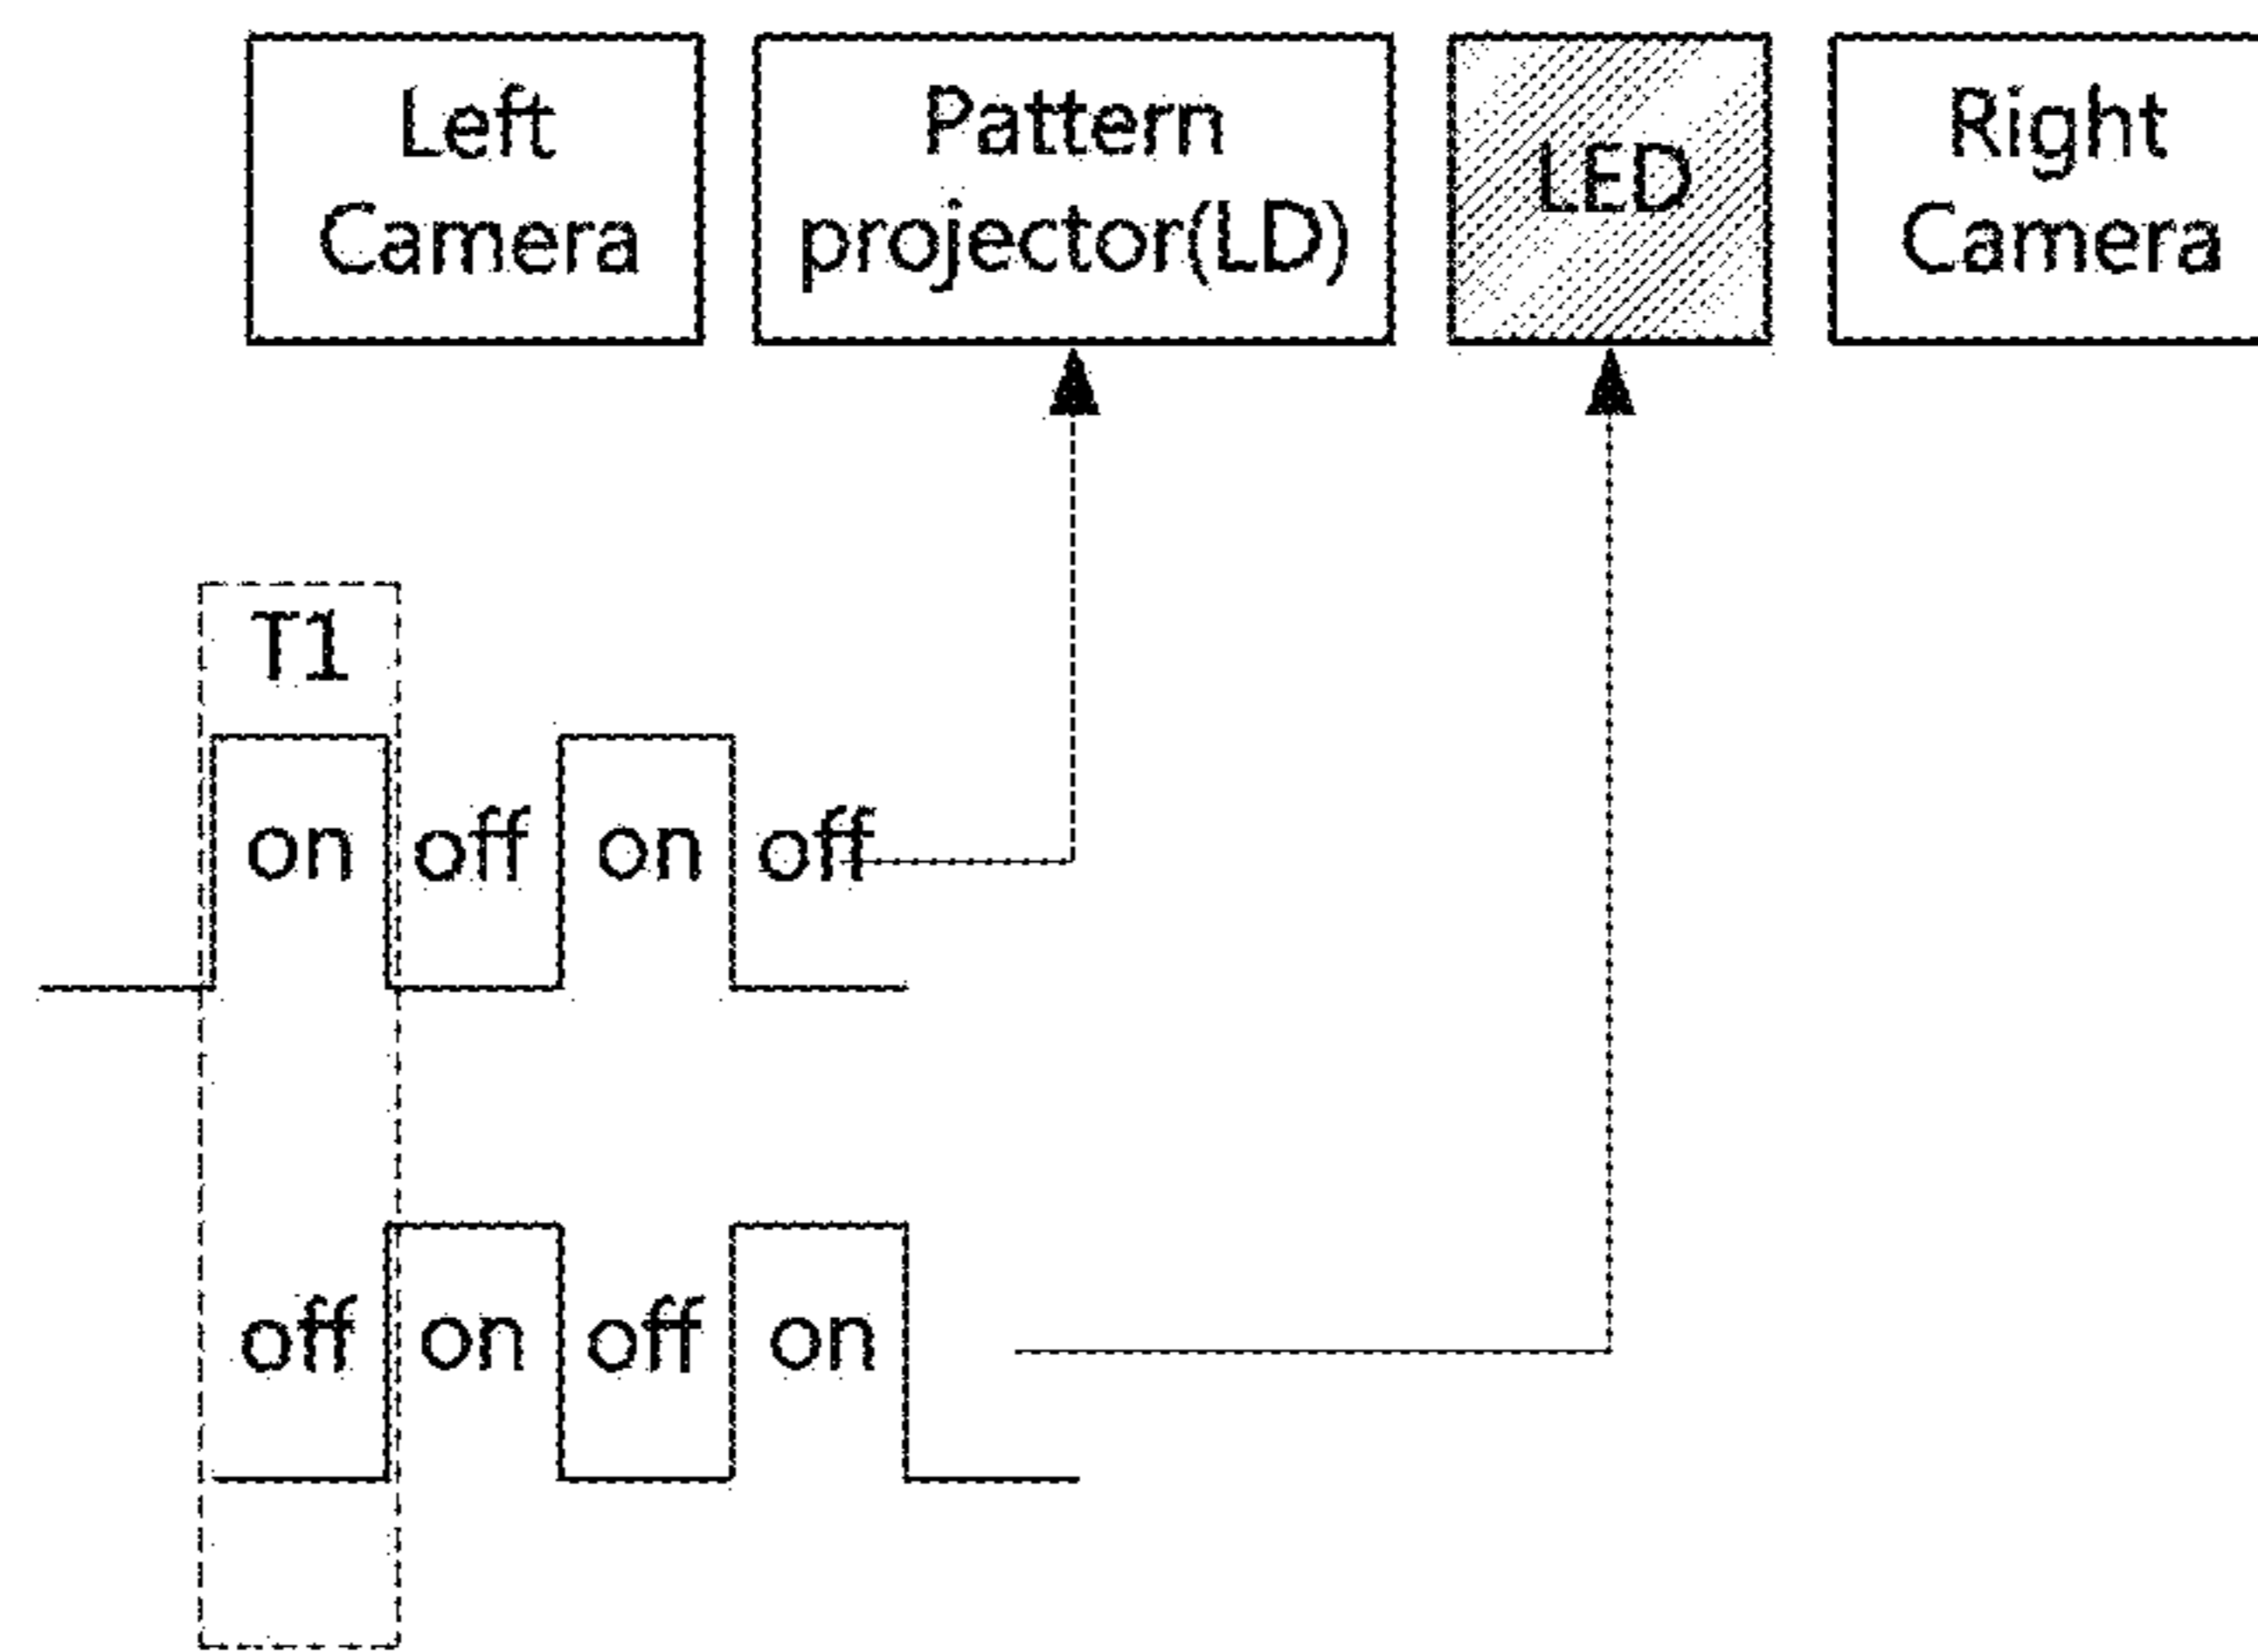 Left
Camera
Pattern
projector(LD)
LED
Right
Camera
T1
on off on off
off on off on